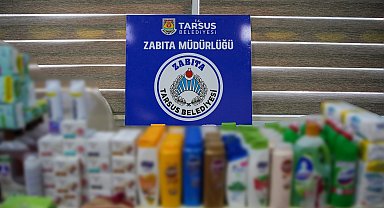 TARSUS
BELEDİYESİ
ZABITA MÜDÜRLÜĞÜ
ZABITA
TARSUS BELEDİYESİ